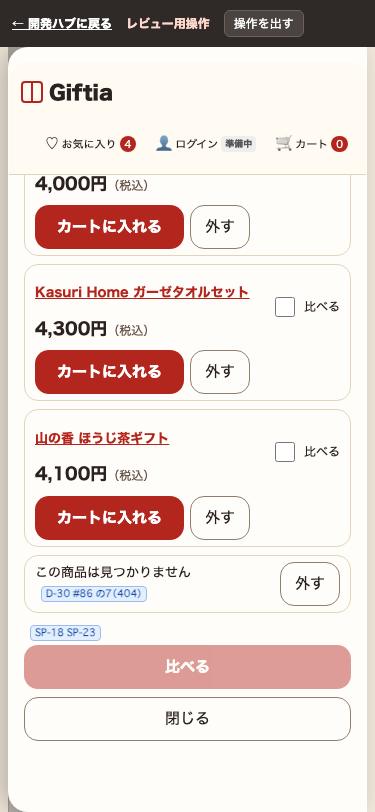 ← 開発ハブに戻る レビュー用操作 操作を出す
Giftia
♡ お気に入り 4 ログイン 準備中 カート 0
4,000円（税込）
カートに入れる 外す
Kasuri Home ガーゼタオルセット
比べる
4,300円（税込）
カートに入れる 外す
山の香 ほうじ茶ギフト
比べる
4,100円（税込）
カートに入れる 外す
この商品は見つかりません
D-30 #86 の7(404)
外す
SP-18 SP-23
比べる
閉じる